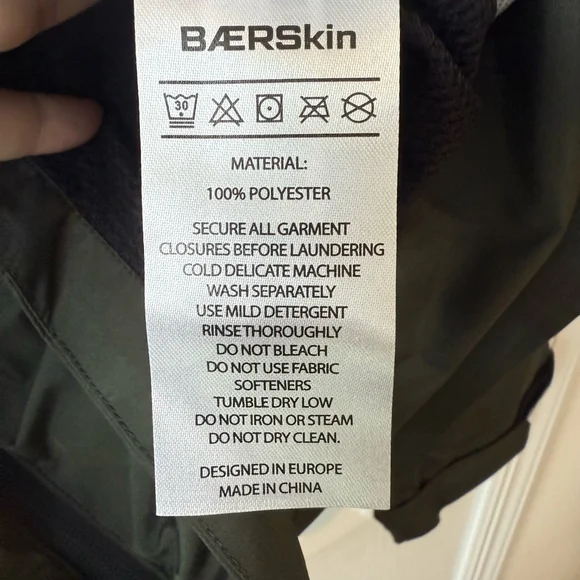 BÆRSkin
30
MATERIAL:
100% POLYESTER
SECURE ALL GARMENT
CLOSURES BEFORE LAUNDERING
COLD DELICATE MACHINE
WASH SEPARATELY
USE MILD DETERGENT
RINSE THOROUGHLY
DO NOT BLEACH
DO NOT USE FABRIC
SOFTENERS
TUMBLE DRY LOW
DO NOT IRON OR STEAM
DO NOT DRY CLEAN.
DESIGNED IN EUROPE
MADE IN CHINA